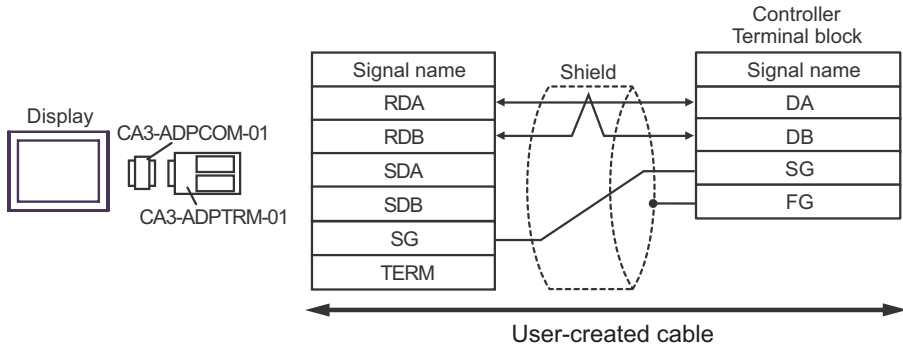 Controller
Terminal block
Signal name
Shield
Signal name
RDA
DA
Display
CA3-ADPCOM-01
RDB
DB
SDA
SG
SDB
FG
CA3-ADPTRM-01
SG
TERM
User-created cable